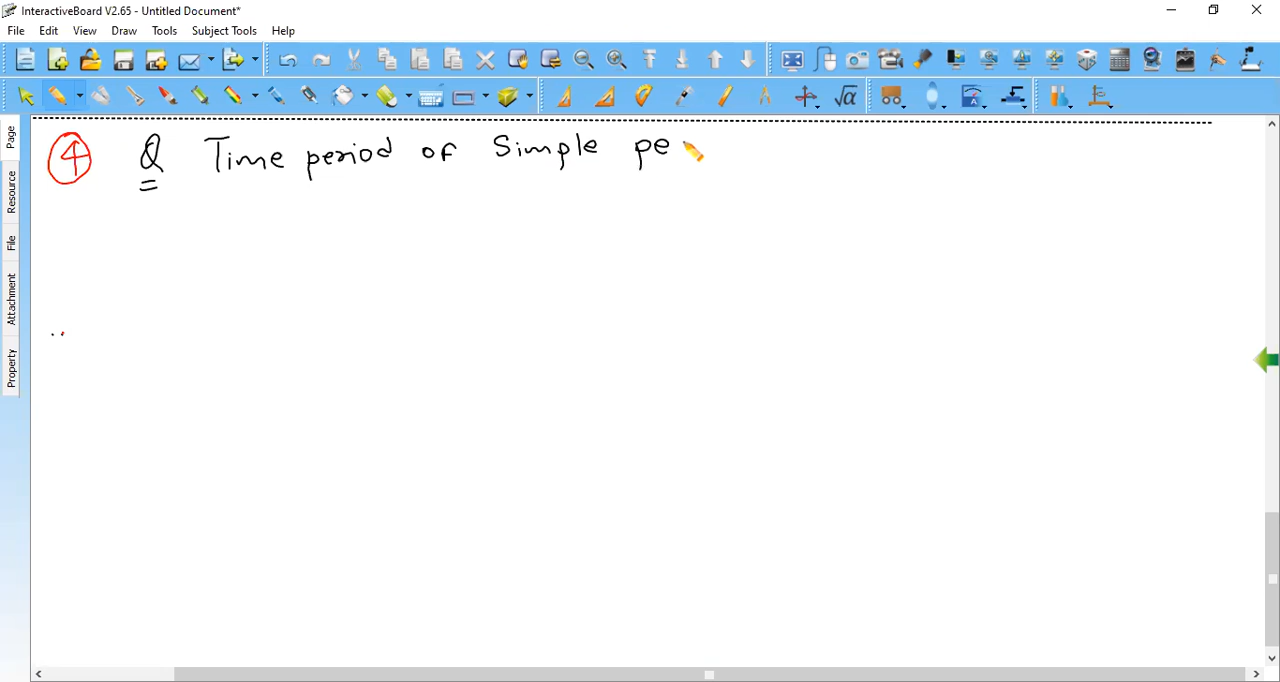 InteractiveBoard V2.65 - Untitled Document*
File Edit View Draw Tools Subject Tools Help
Page
Resource
File
Attachment
Property
④ Q Time period of Simple pe